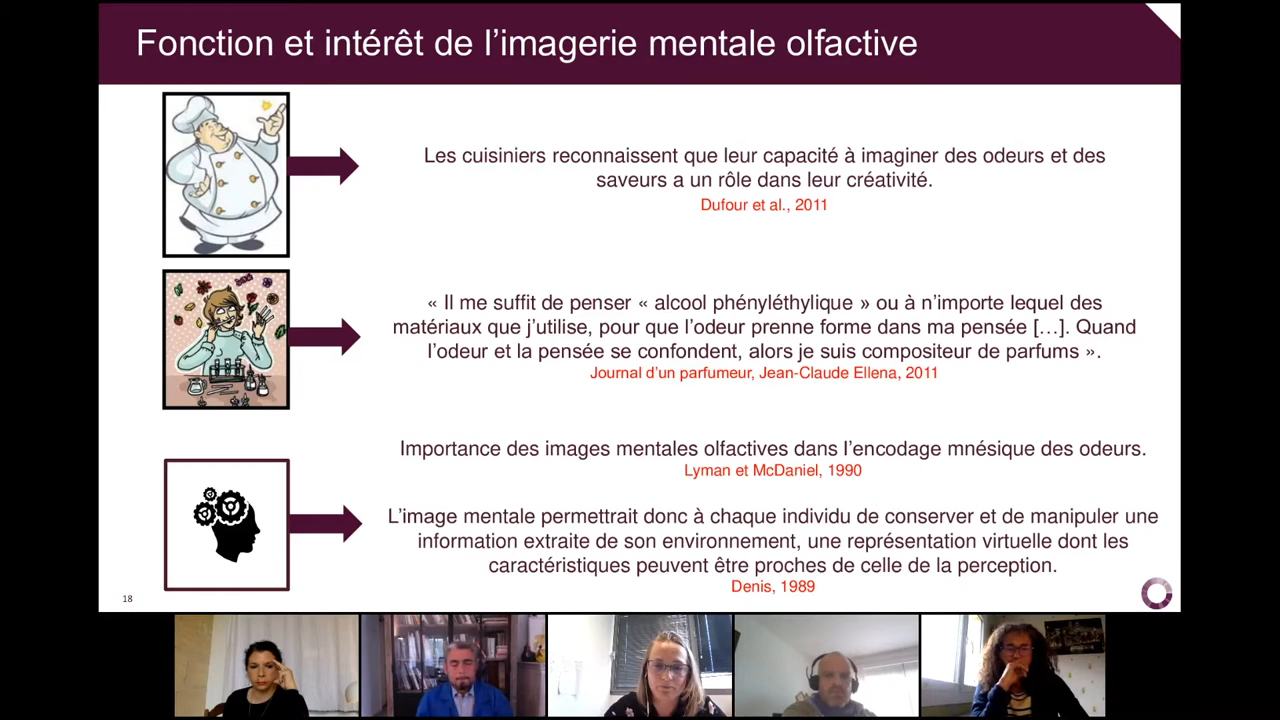 Fonction et intérêt de l’imagerie mentale olfactive
Les cuisiniers reconnaissent que leur capacité à imaginer des odeurs et des
saveurs a un rôle dans leur créativité.
Dufour et al., 2011
« Il me suffit de penser « alcool phényléthylique » ou à n’importe lequel des
matériaux que j’utilise, pour que l’odeur prenne forme dans ma pensée […]. Quand
l’odeur et la pensée se confondent, alors je suis compositeur de parfums ».
Journal d’un parfumeur, Jean-Claude Ellena, 2011
Importance des images mentales olfactives dans l’encodage mnésique des odeurs.
Lyman et McDaniel, 1990
L’image mentale permettrait donc à chaque individu de conserver et de manipuler une
information extraite de son environnement, une représentation virtuelle dont les
caractéristiques peuvent être proches de celle de la perception.
Denis, 1989
18